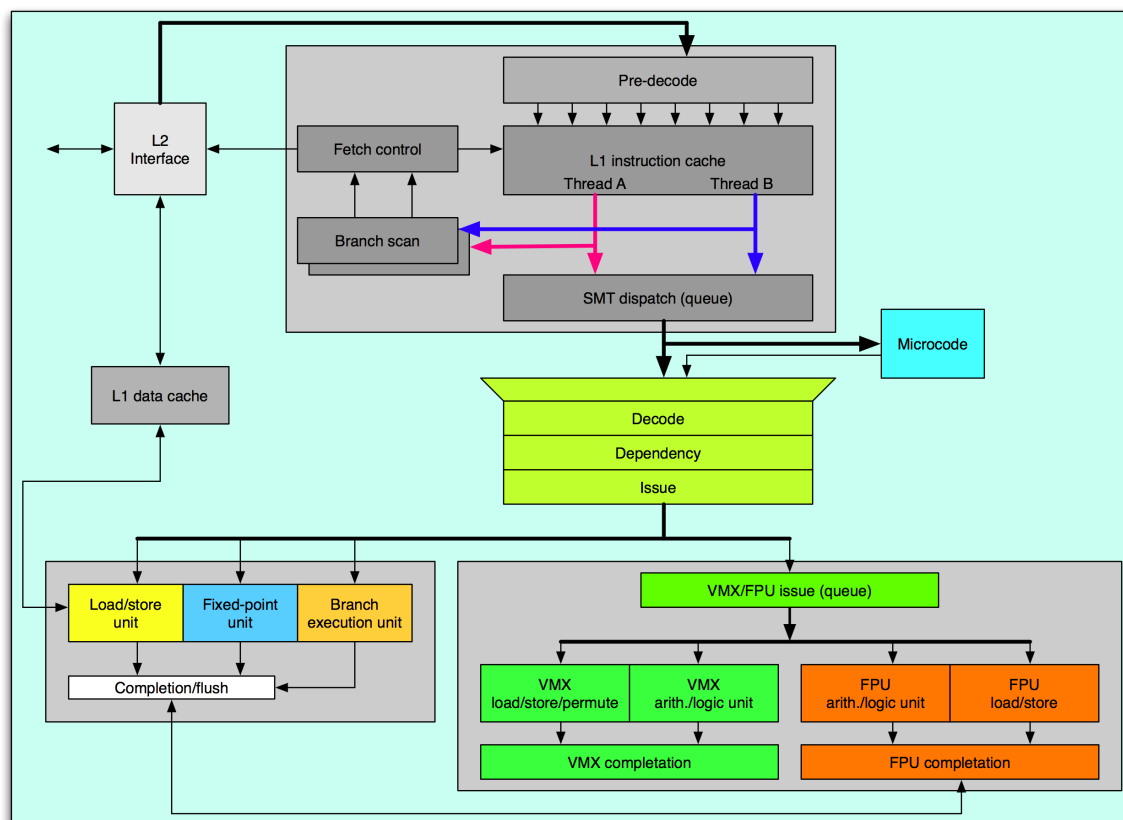 Pre-decode
L2
Interface
Fetch control
L1 instruction cache
Thread A
Thread B
Branch scan
SMT dispatch (queue)
Microcode
L1 data cache
Decode
Dependency
Issue
VMX/FPU issue (queue)
Load/store
unit
Fixed-point
unit
Branch
execution unit
Completion/flush
VMX
load/store/permute
VMX
arith./logic unit
FPU
arith./logic unit
FPU
load/store
VMX completation
FPU completation